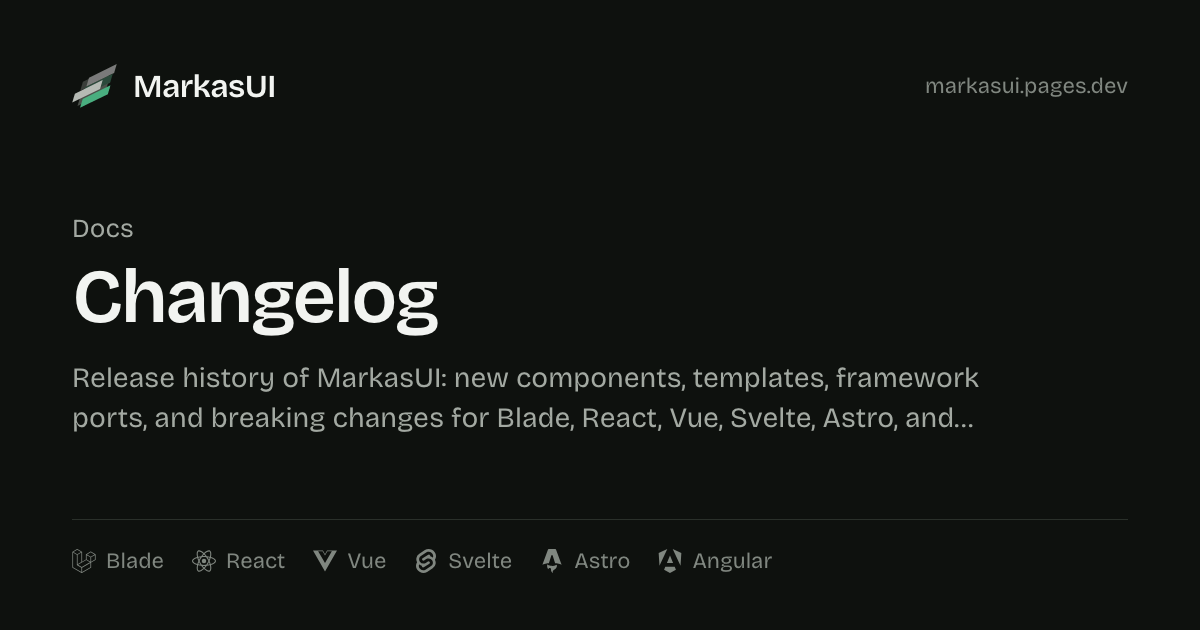 MarkasUI
markasui.pages.dev
Docs
Changelog
Release history of MarkasUI: new components, templates, framework
ports, and breaking changes for Blade, React, Vue, Svelte, Astro, and...
Blade React Vue Svelte Astro Angular